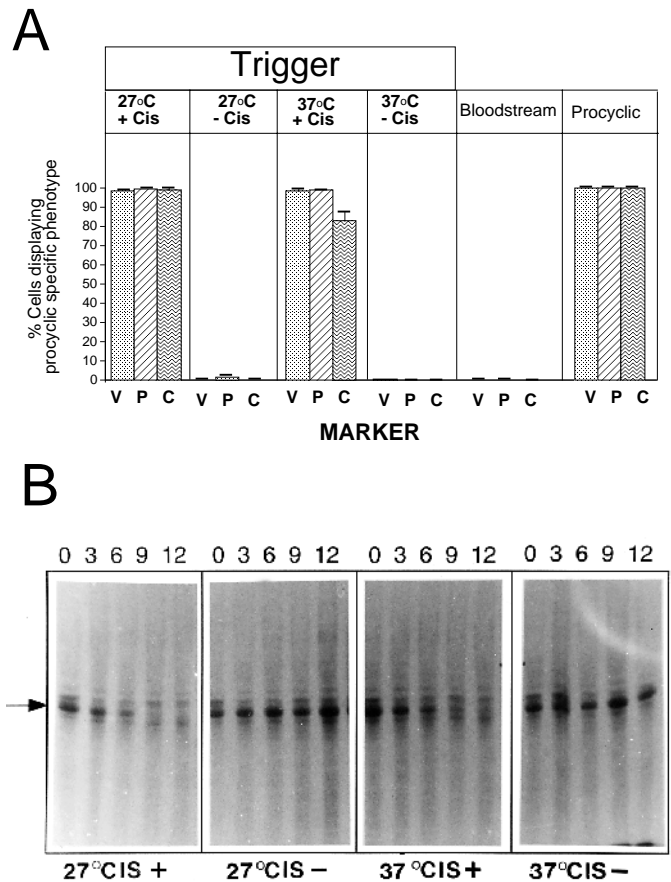 A
Trigger
27°C + Cis
27°C - Cis
37°C + Cis
37°C - Cis
Bloodstream
Procyclic
% Cells displaying
procyclic specific phenotype
100
90
80
70
60
50
40
30
20
10
0
V P C V P C V P C V P C V P C V P C
MARKER
B
0 3 6 9 12 0 3 6 9 12 0 3 6 9 12 0 3 6 9 12
27°CIS + 27°CIS − 37°CIS + 37°CIS −